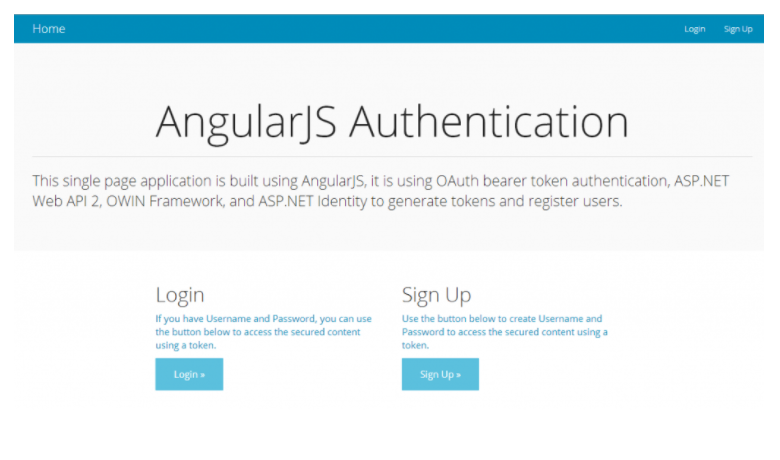 Home
Login
Sign Up
AngularJS Authentication
This single page application is built using AngularJS, it is using OAuth bearer token authentication, ASP.NET
Web API 2, OWIN Framework, and ASP.NET Identity to generate tokens and register users.
Login
If you have Username and Password, you can use
the button below to access the secured content
using a token.
Login »
Sign Up
Use the button below to create Username and
Password to access the secured content using a
token.
Sign Up »